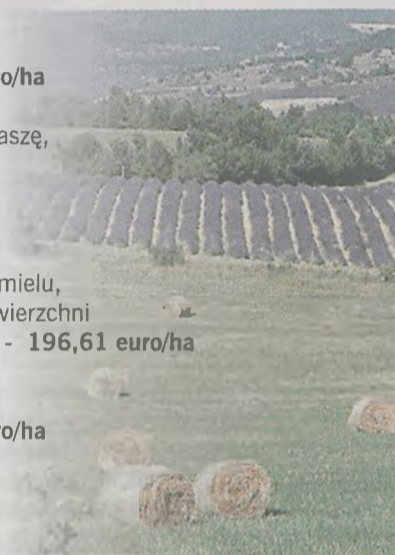 o/ha
aszę,
mielu,
wierzchni
- 196,61 euro/ha
o/ha